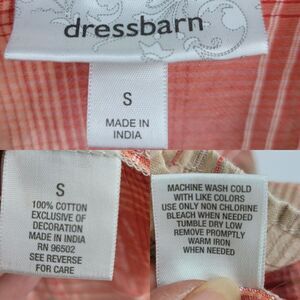 dressbarn
S
MADE IN
INDIA
S
100% COTTON
EXCLUSIVE OF
DECORATION
MADE IN INDIA
RN 96502
SEE REVERSE
FOR CARE
MACHINE WASH COLD
WITH LIKE COLORS
USE ONLY NON CHLORINE
BLEACH WHEN NEEDED
TUMBLE DRY LOW
REMOVE PROMPTLY
WARM IRON
WHEN NEEDED